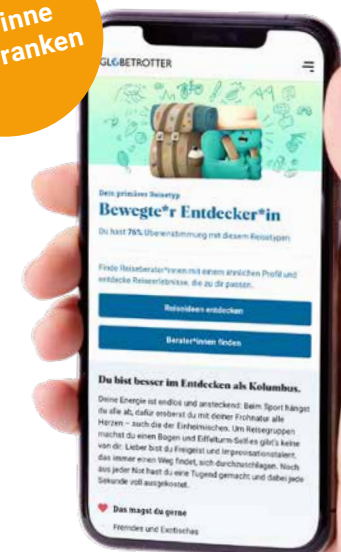 inne
ranken
GLOBETROTTER
Dein primärer Reisetyp
Bewegte*r Entdecker*in
Du hast 76% Übereinstimmung mit diesem Reisetypen
Finde Reiseberater*innen mit einem ähnlichen Profil und
entdecke Reiseerlebnisse, die zu dir passen.
Reiseideen entdecken
Berater*innen finden
Du bist besser im Entdecken als Kolumbus.
Deine Energie ist endlos und ansteckend: Beim Sport hängst
du alle ab, dafür eroberst du mit deiner Frohnatur alle
Herzen – auch die der Einheimischen. Um Reisegruppen
machst du einen Bogen und Eiffelturm-Selfies gibt's keine
von dir. Lieber bist du Freigeist und Improvisationstalent,
das immer einen Weg findet, sich durchzuschlagen. Noch
aus jeder Not hast du eine Tugend gemacht und dabei jede
Sekunde voll ausgekostet.
Das magst du gerne
Fremdes und Exotisches